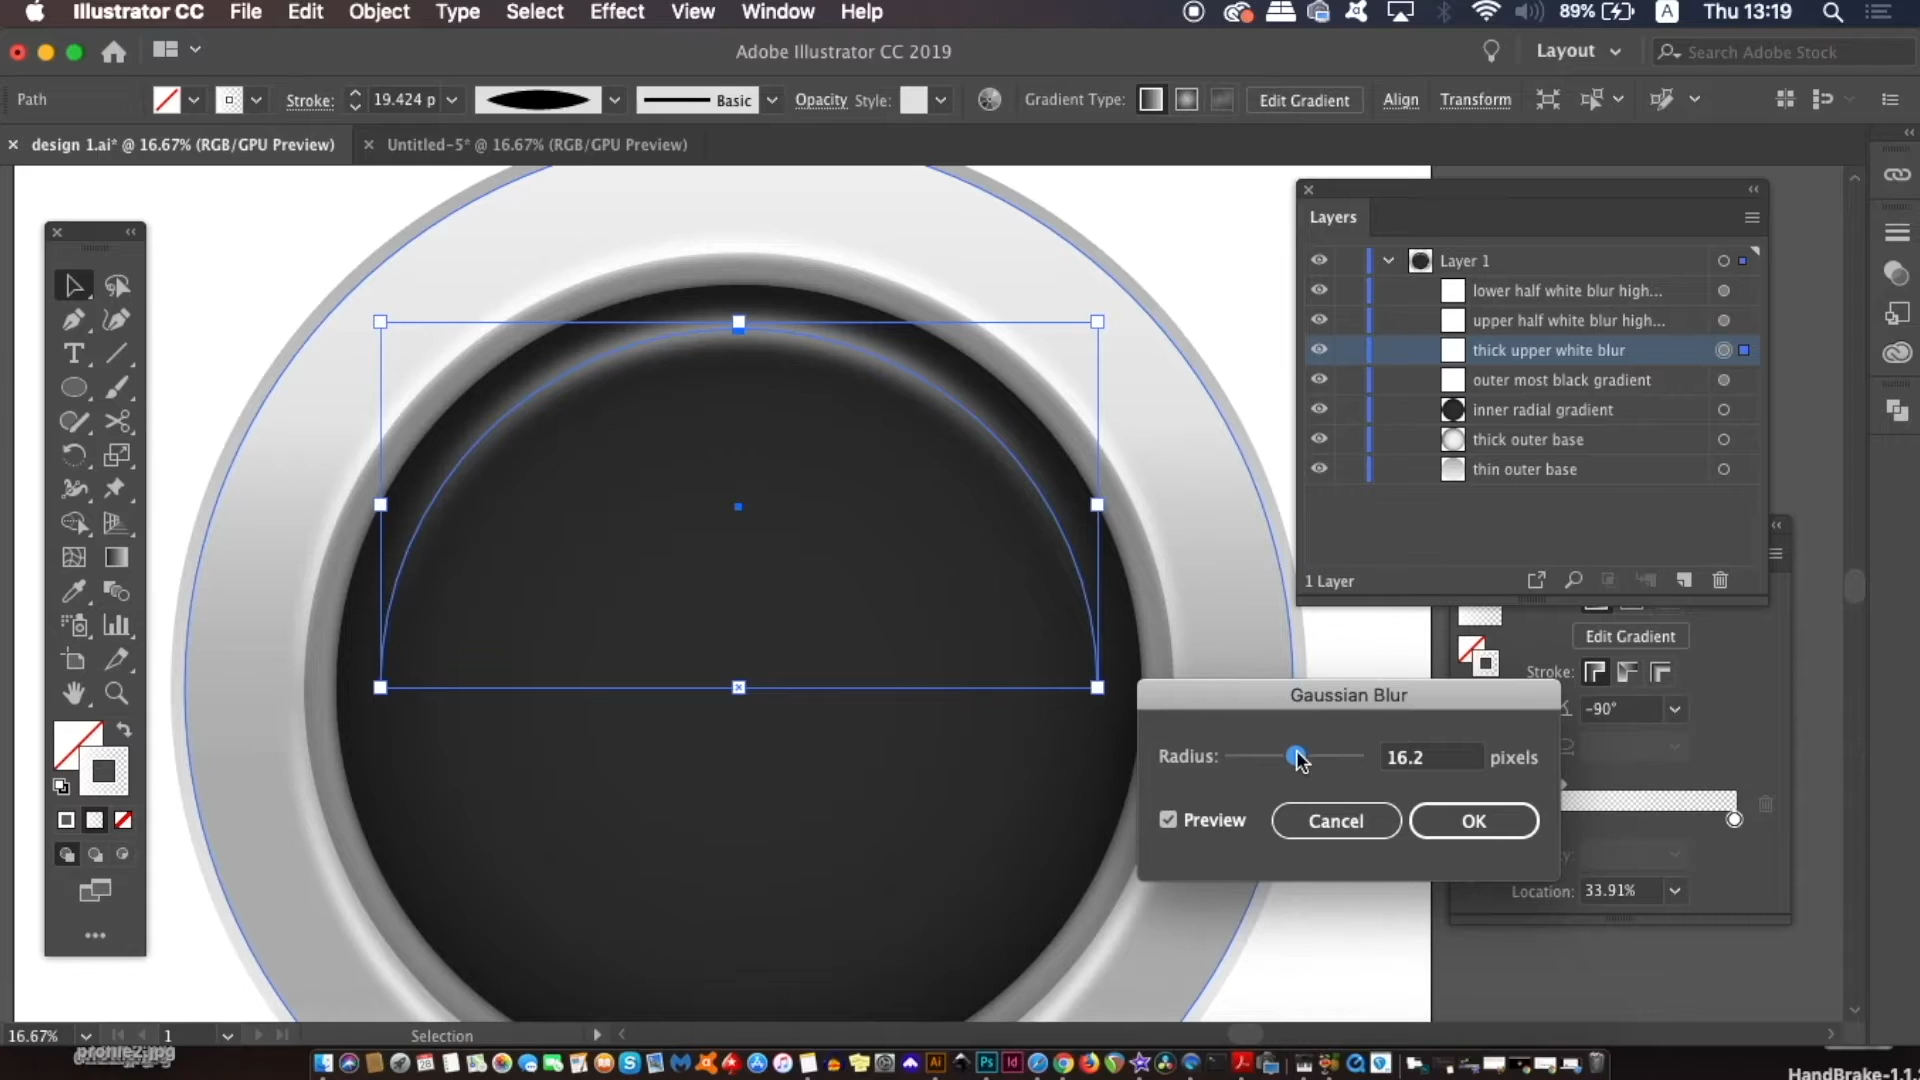 Illustrator CC File Edit Object Type Select Effect View Window Help 89% A Thu 13:19
Adobe Illustrator CC 2019 Layout Search Adobe Stock
Path Stroke: 19.424 p Basic Opacity Style: Gradient Type: Edit Gradient Align Transform
× design 1.ai* @ 16.67% (RGB/GPU Preview) × Untitled-5* @ 16.67% (RGB/GPU Preview)
Layers
Layer 1
lower half white blur high...
upper half white blur high...
thick upper white blur
outer most black gradient
inner radial gradient
thick outer base
thin outer base
1 Layer
Edit Gradient
Stroke:
-90°
Gaussian Blur
Radius: 16.2 pixels
Preview Cancel OK
Location: 33.91%
16.67% 1 Selection
profile2.jpg
HandBrake-1.1.